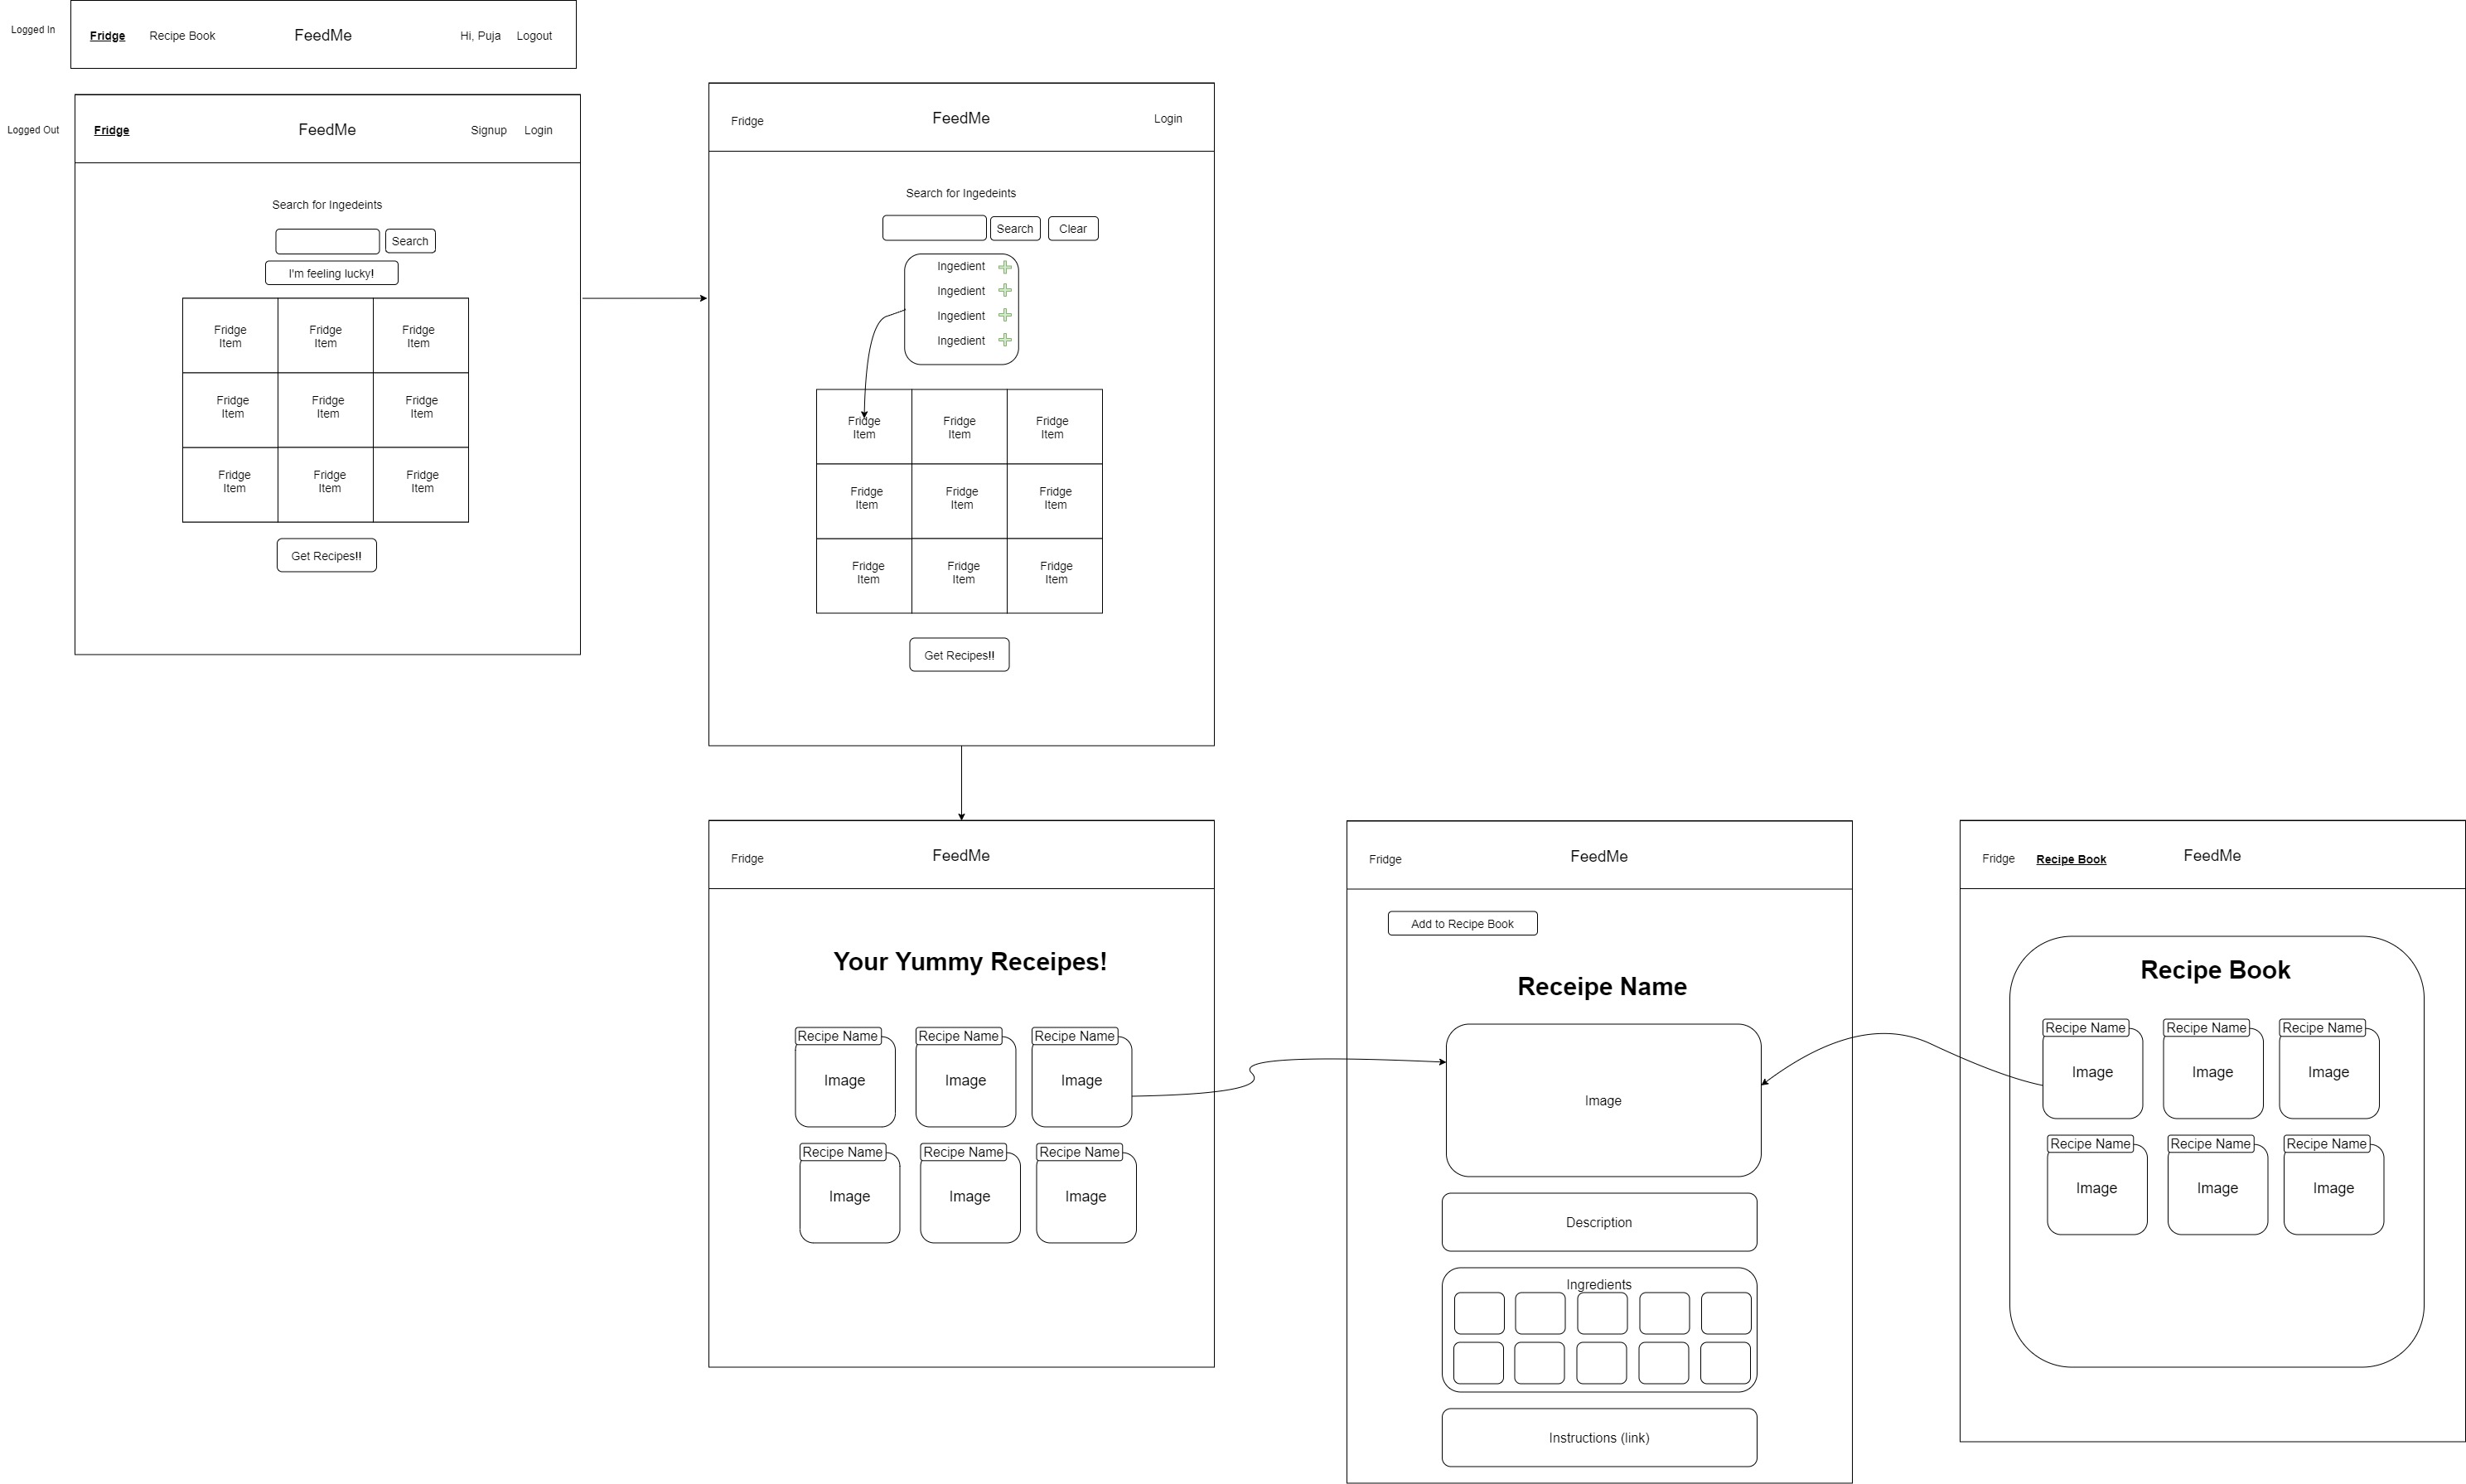 Logged In
Fridge Recipe Book FeedMe Hi, Puja Logout
Logged Out
Fridge FeedMe Signup Login
Search for Ingedeints
Search
I'm feeling lucky!
Fridge Fridge Fridge
Item Item Item
Fridge Fridge Fridge
Item Item Item
Fridge Fridge Fridge
Item Item Item
Get Recipes!!
Fridge FeedMe Login
Search for Ingedeints
Search Clear
Ingedient
Ingedient
Ingedient
Ingedient
Fridge Fridge Fridge
Item Item Item
Fridge Fridge Fridge
Item Item Item
Fridge Fridge Fridge
Item Item Item
Get Recipes!!
Fridge FeedMe
Your Yummy Receipes!
Recipe Name Recipe Name Recipe Name
Image Image Image
Recipe Name Recipe Name Recipe Name
Image Image Image
Fridge FeedMe
Add to Recipe Book
Receipe Name
Image
Description
Ingredients
Instructions (link)
Fridge Recipe Book FeedMe
Recipe Book
Recipe Name Recipe Name Recipe Name
Image Image Image
Recipe Name Recipe Name Recipe Name
Image Image Image